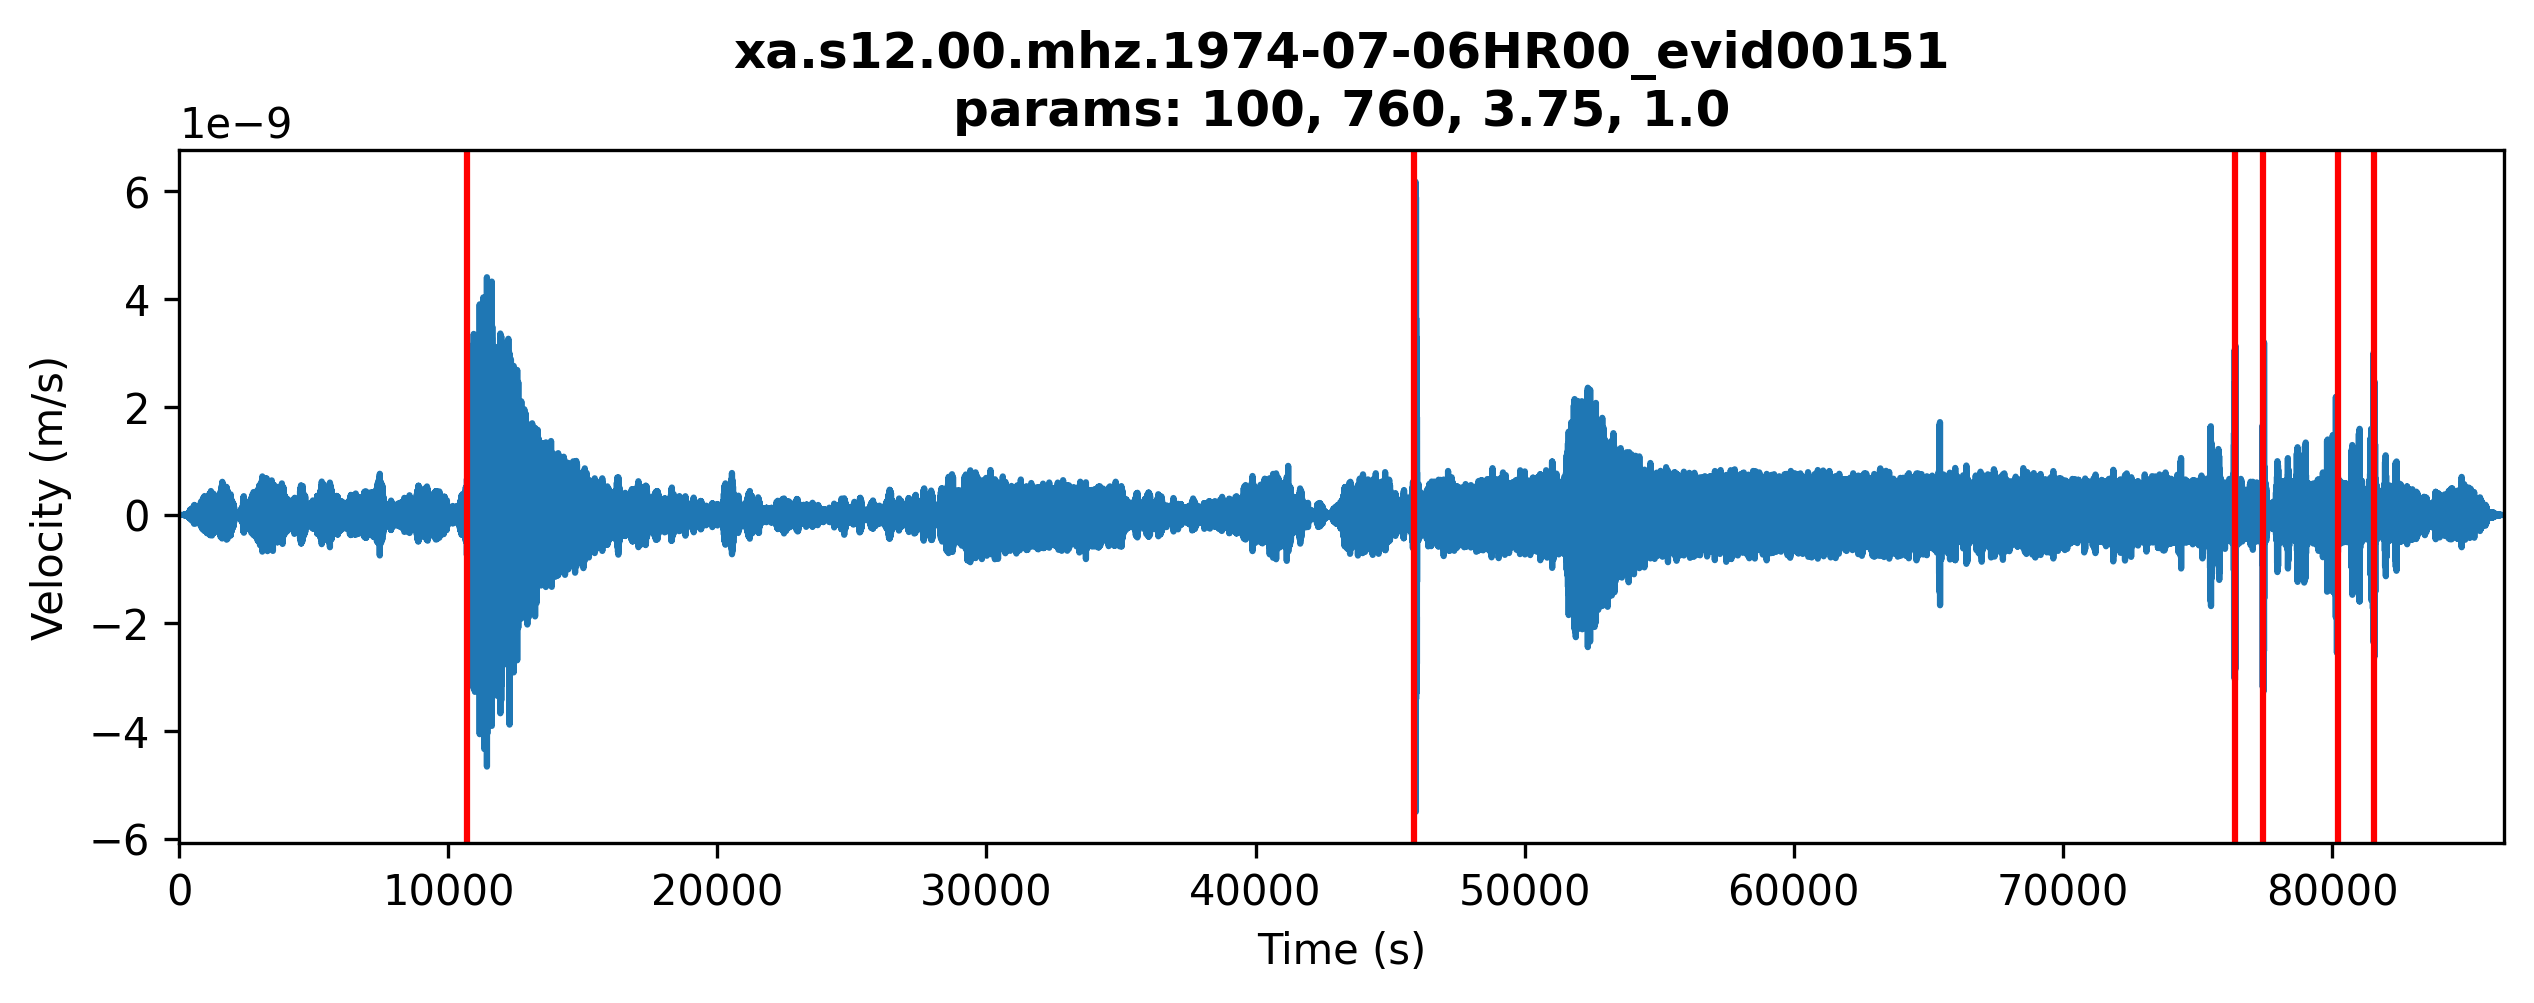 xa.s12.00.mhz.1974-07-06HR00_evid00151
params: 100, 760, 3.75, 1.0
1e−9
6
4
2
0
−2
−4
−6
Velocity (m/s)
0 10000 20000 30000 40000 50000 60000 70000 80000
Time (s)